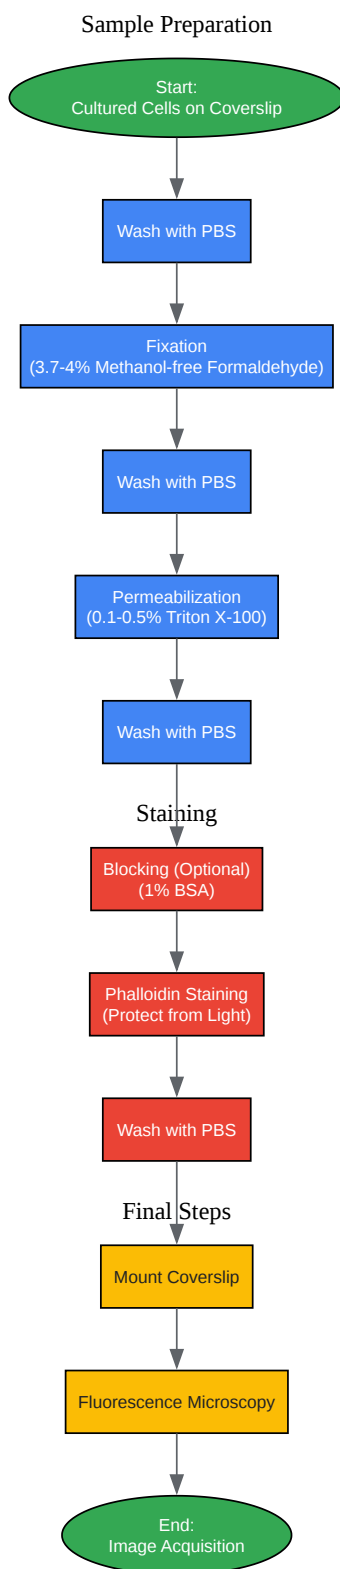 Sample Preparation
Start:
Cultured Cells on Coverslip
Wash with PBS
Fixation
(3.7-4% Methanol-free Formaldehyde)
Wash with PBS
Permeabilization
(0.1-0.5% Triton X-100)
Wash with PBS
Staining
Blocking (Optional)
(1% BSA)
Phalloidin Staining
(Protect from Light)
Wash with PBS
Final Steps
Mount Coverslip
Fluorescence Microscopy
End:
Image Acquisition